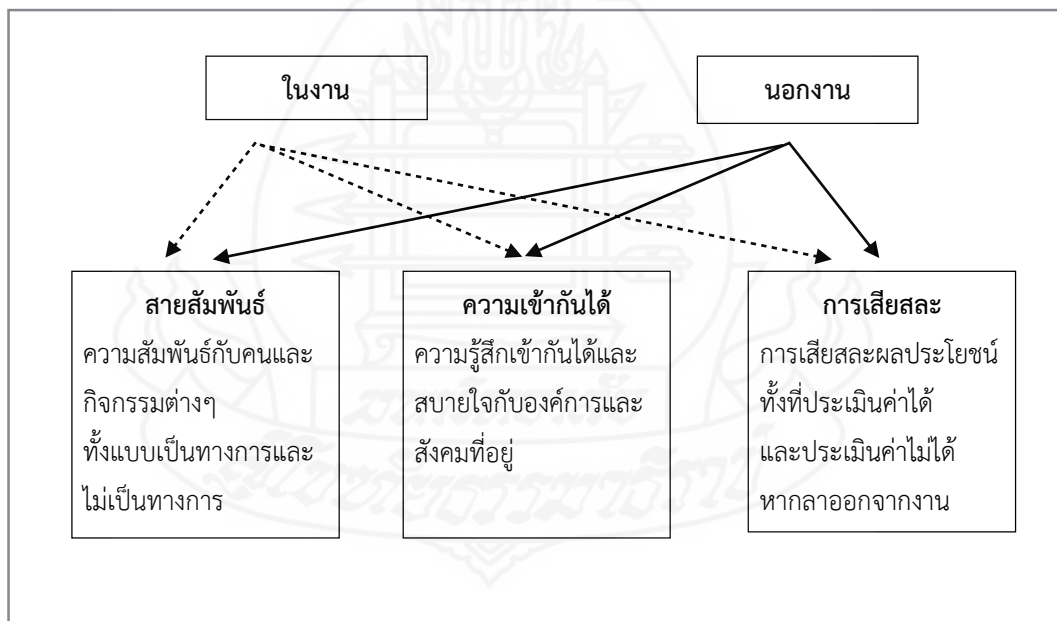 ในงาน
นอกงาน
สายสัมพันธ์
ความสัมพันธ์กับคนและ
กิจกรรมต่างๆ
ทั้งแบบเป็นทางการและ
ไม่เป็นทางการ
ความเข้ากันได้
ความรู้สึกเข้ากันได้และ
สบายใจกับองค์การและ
สังคมที่อยู่
การเสียสละ
การเสียสละผลประโยชน์
ทั้งที่ประเมินค่าได้
และประเมินค่าไม่ได้
หากลาออกจากงาน